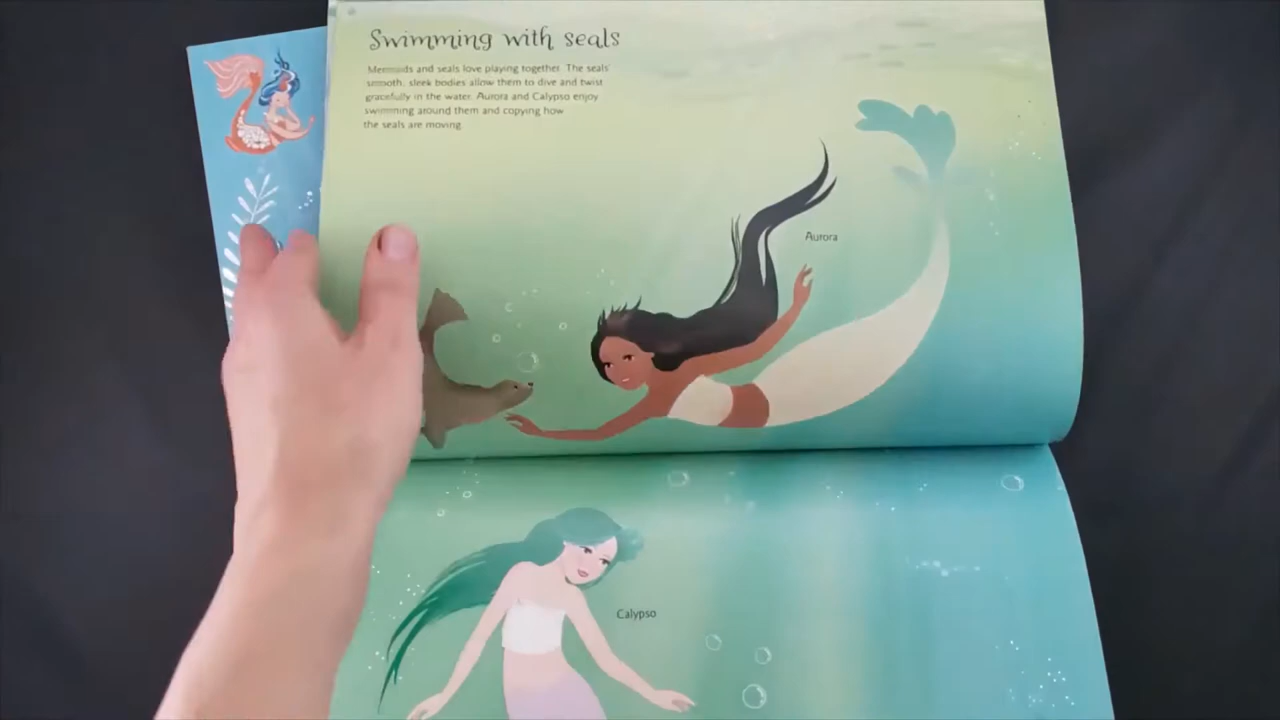 Swimming with seals
Mermaids and seals love playing together. The seals'
smooth, sleek bodies allow them to dive and twist
gracefully in the water. Aurora and Calypso enjoy
swimming around them and copying how
the seals are moving.
Aurora
Calypso